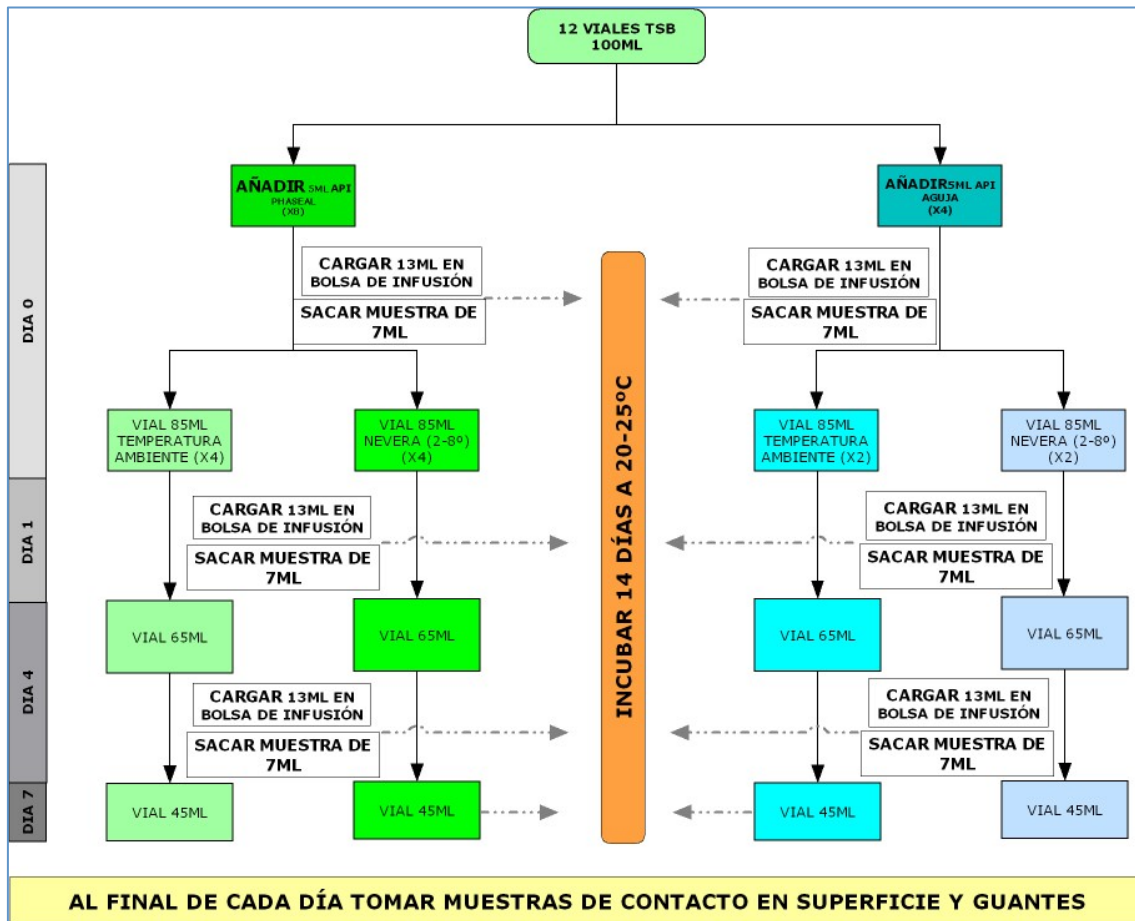 12 VIALES TSB
100ML
AÑADIR 5ML API
PHASEAL
(X8)
AÑADIR 5ML API
AGUJA
(X4)
DIA 0
CARGAR 13ML EN
BOLSA DE INFUSIÓN
SACAR MUESTRA DE
7ML
CARGAR 13ML EN
BOLSA DE INFUSIÓN
SACAR MUESTRA DE
7ML
INCUBAR 14 DÍAS A 20-25ºC
VIAL 85ML
TEMPERATURA
AMBIENTE (X4)
VIAL 85ML
NEVERA (2-8º)
(X4)
VIAL 85ML
TEMPERATURA
AMBIENTE (X2)
VIAL 85ML
NEVERA (2-8º)
(X2)
DIA 1
CARGAR 13ML EN
BOLSA DE INFUSIÓN
SACAR MUESTRA DE
7ML
CARGAR 13ML EN
BOLSA DE INFUSIÓN
SACAR MUESTRA DE
7ML
DIA 4
VIAL 65ML
VIAL 65ML
VIAL 65ML
VIAL 65ML
CARGAR 13ML EN
BOLSA DE INFUSIÓN
SACAR MUESTRA DE
7ML
CARGAR 13ML EN
BOLSA DE INFUSIÓN
SACAR MUESTRA DE
7ML
DIA 7
VIAL 45ML
VIAL 45ML
VIAL 45ML
VIAL 45ML
AL FINAL DE CADA DÍA TOMAR MUESTRAS DE CONTACTO EN SUPERFICIE Y GUANTES